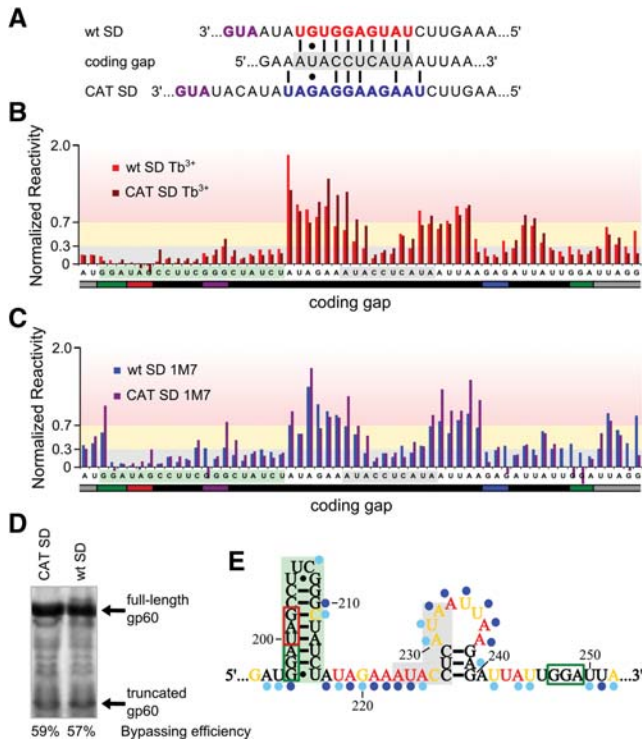 A
wt SD 3'...GUAAUAUGUGGAGUAUCUUGAAA...5'
coding gap 5'...GAAAUACCUCAUAAUUAA...3'
CAT SD 3'...GUAUACAUAUAGAGGAAGAAUCUUGAA...5'
B
Normalized Reactivity
2.0
0.7
0.3
0
wt SD Tb³⁺
CAT SD Tb³⁺
A U G G A U A G C C U U C G G G C U A U C U A U A G A A A U A C C U C A U A A U U A A G A G A U U A U U G G A U U A G G
coding gap
C
Normalized Reactivity
2.0
0.7
0.3
0
wt SD 1M7
CAT SD 1M7
A U G G A U A G C C U U C G G G C U A U C U A U A G A A A U A C C U C A U A A U U A A G A G A U U A U U G G A U U A G G
coding gap
D
CAT SD
wt SD
full-length gp60
truncated gp60
59% 57% Bypassing efficiency
E
200
210
220
230
240
250
5'...GAUG UAUAGAAAUACC GAUUAUUGGAUUA...3'